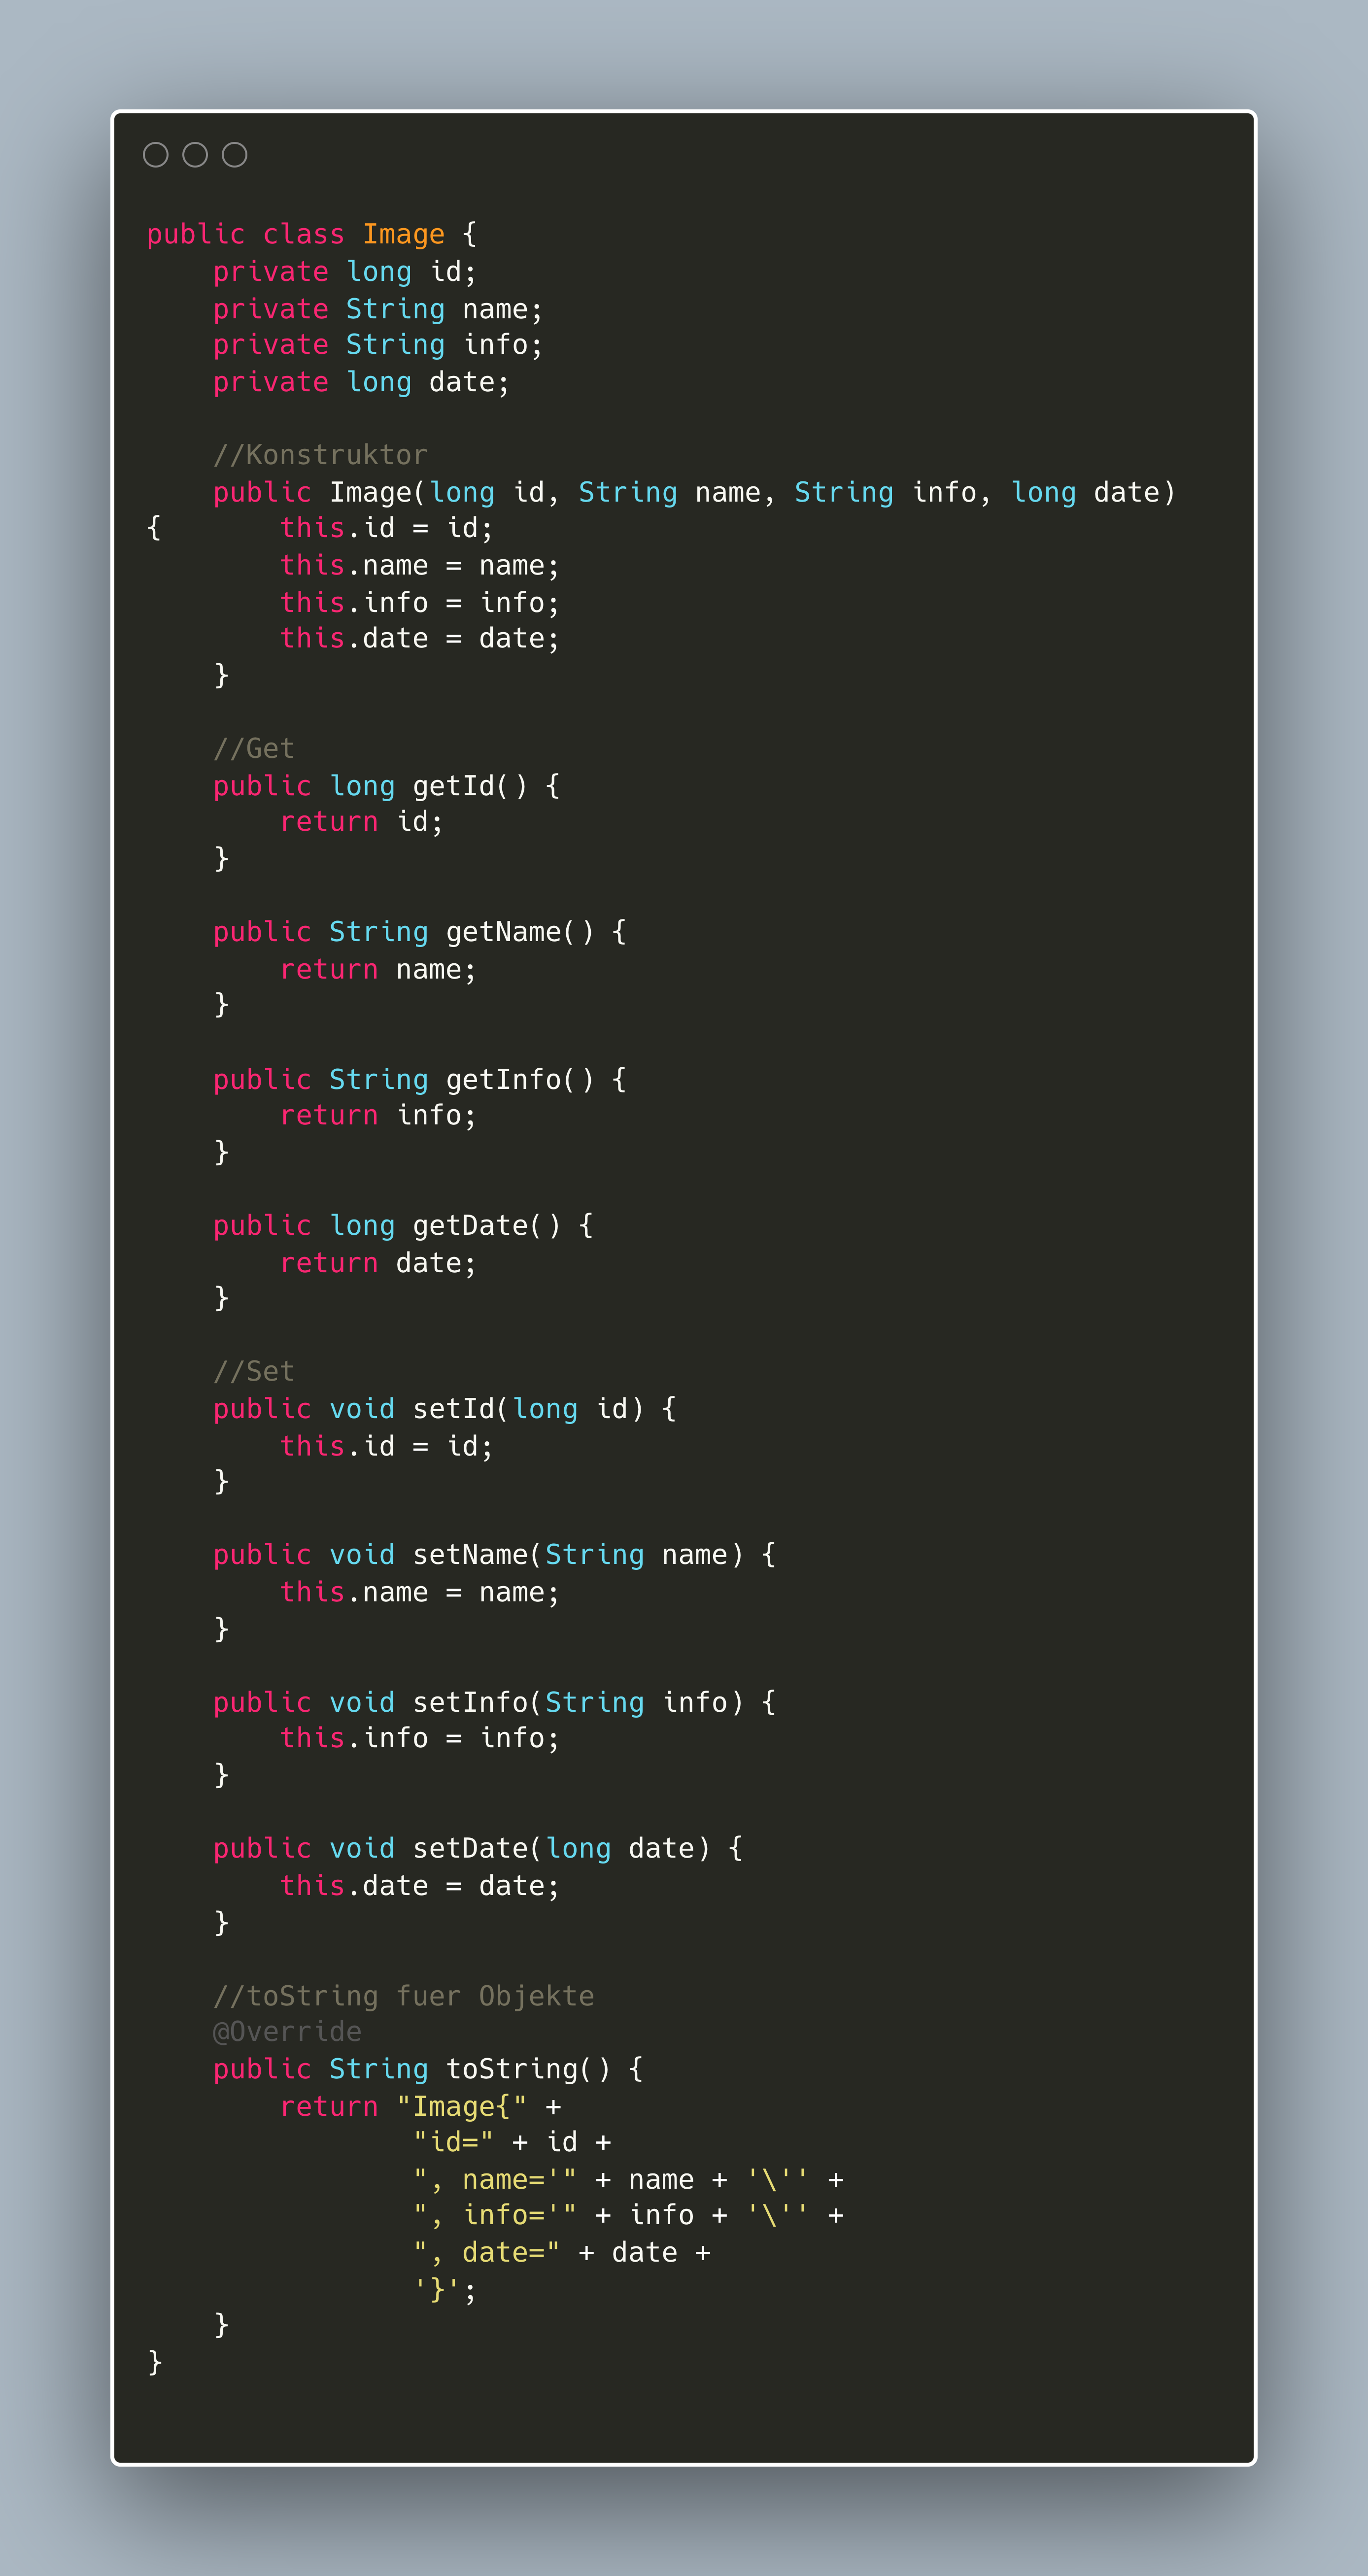 public class Image {
    private long id;
    private String name;
    private String info;
    private long date;

    //Konstruktor
    public Image(long id, String name, String info, long date)
{       this.id = id;
        this.name = name;
        this.info = info;
        this.date = date;
    }

    //Get
    public long getId() {
        return id;
    }

    public String getName() {
        return name;
    }

    public String getInfo() {
        return info;
    }

    public long getDate() {
        return date;
    }

    //Set
    public void setId(long id) {
        this.id = id;
    }

    public void setName(String name) {
        this.name = name;
    }

    public void setInfo(String info) {
        this.info = info;
    }

    public void setDate(long date) {
        this.date = date;
    }

    //toString fuer Objekte
    @Override
    public String toString() {
        return "Image{" +
                "id=" + id +
                ", name='" + name + '\'' +
                ", info='" + info + '\'' +
                ", date=" + date +
                '}';
    }
}